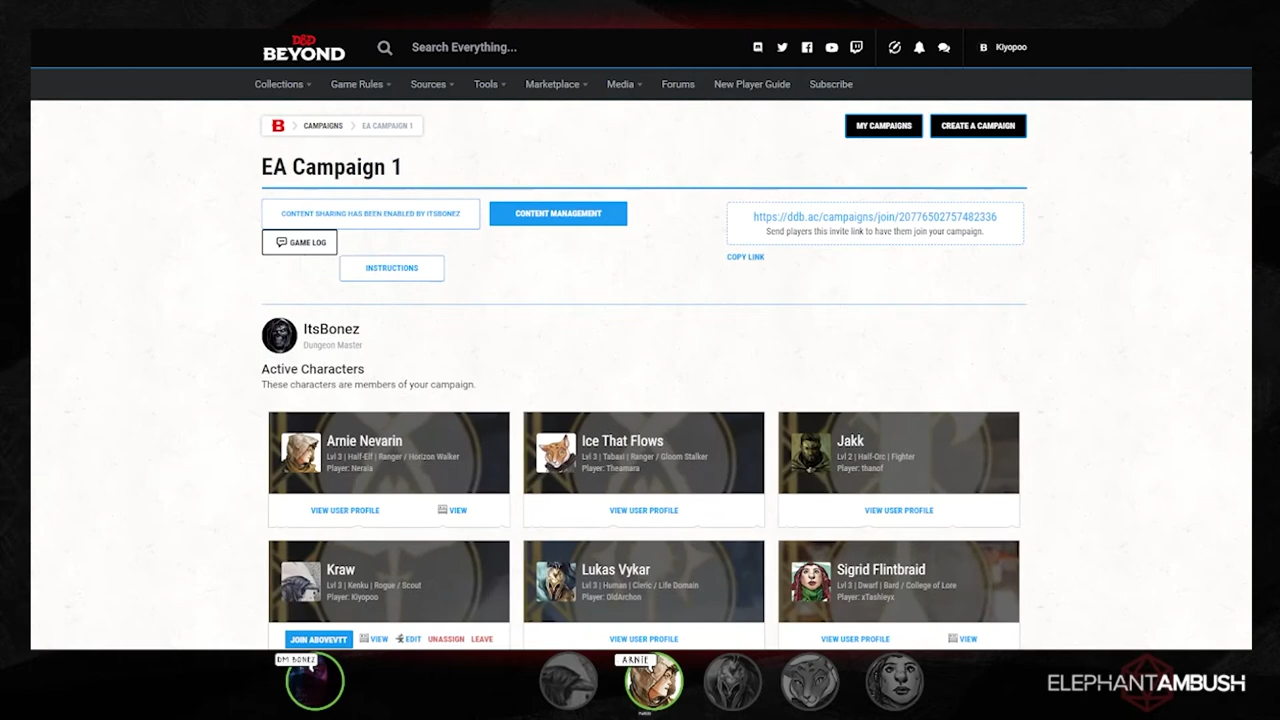 D&D
BEYOND
Search Everything...
Kiyopoo
Collections
Game Rules
Sources
Tools
Marketplace
Media
Forums
New Player Guide
Subscribe
B
CAMPAIGNS
EA CAMPAIGN 1
MY CAMPAIGNS
CREATE A CAMPAIGN
EA Campaign 1
CONTENT SHARING HAS BEEN ENABLED BY ITSBONEZ
CONTENT MANAGEMENT
GAME LOG
INSTRUCTIONS
https://ddb.ac/campaigns/join/20776502757482336
Send players this invite link to have them join your campaign.
COPY LINK
ItsBonez
Dungeon Master
Active Characters
These characters are members of your campaign.
Arnie Nevarin
Lvl 3 | Half-Elf | Ranger / Horizon Walker
Player: Neraia
VIEW USER PROFILE
VIEW
Ice That Flows
Lvl 3 | Tabaxi | Ranger / Gloom Stalker
Player: Theamara
VIEW USER PROFILE
Jakk
Lvl 2 | Half-Orc | Fighter
Player: thanof
VIEW USER PROFILE
Kraw
Lvl 3 | Kenku | Rogue / Scout
Player: Kiyopoo
JOIN ABOVEVTT
VIEW
EDIT
UNASSIGN
LEAVE
Lukas Vykar
Lvl 3 | Human | Cleric / Life Domain
Player: OldArchon
VIEW USER PROFILE
Sigrid Flintbraid
Lvl 3 | Dwarf | Bard / College of Lore
Player: xTashleyx
VIEW USER PROFILE
VIEW
DM BONEZ
ARNIE
ELEPHANTAMBUSH